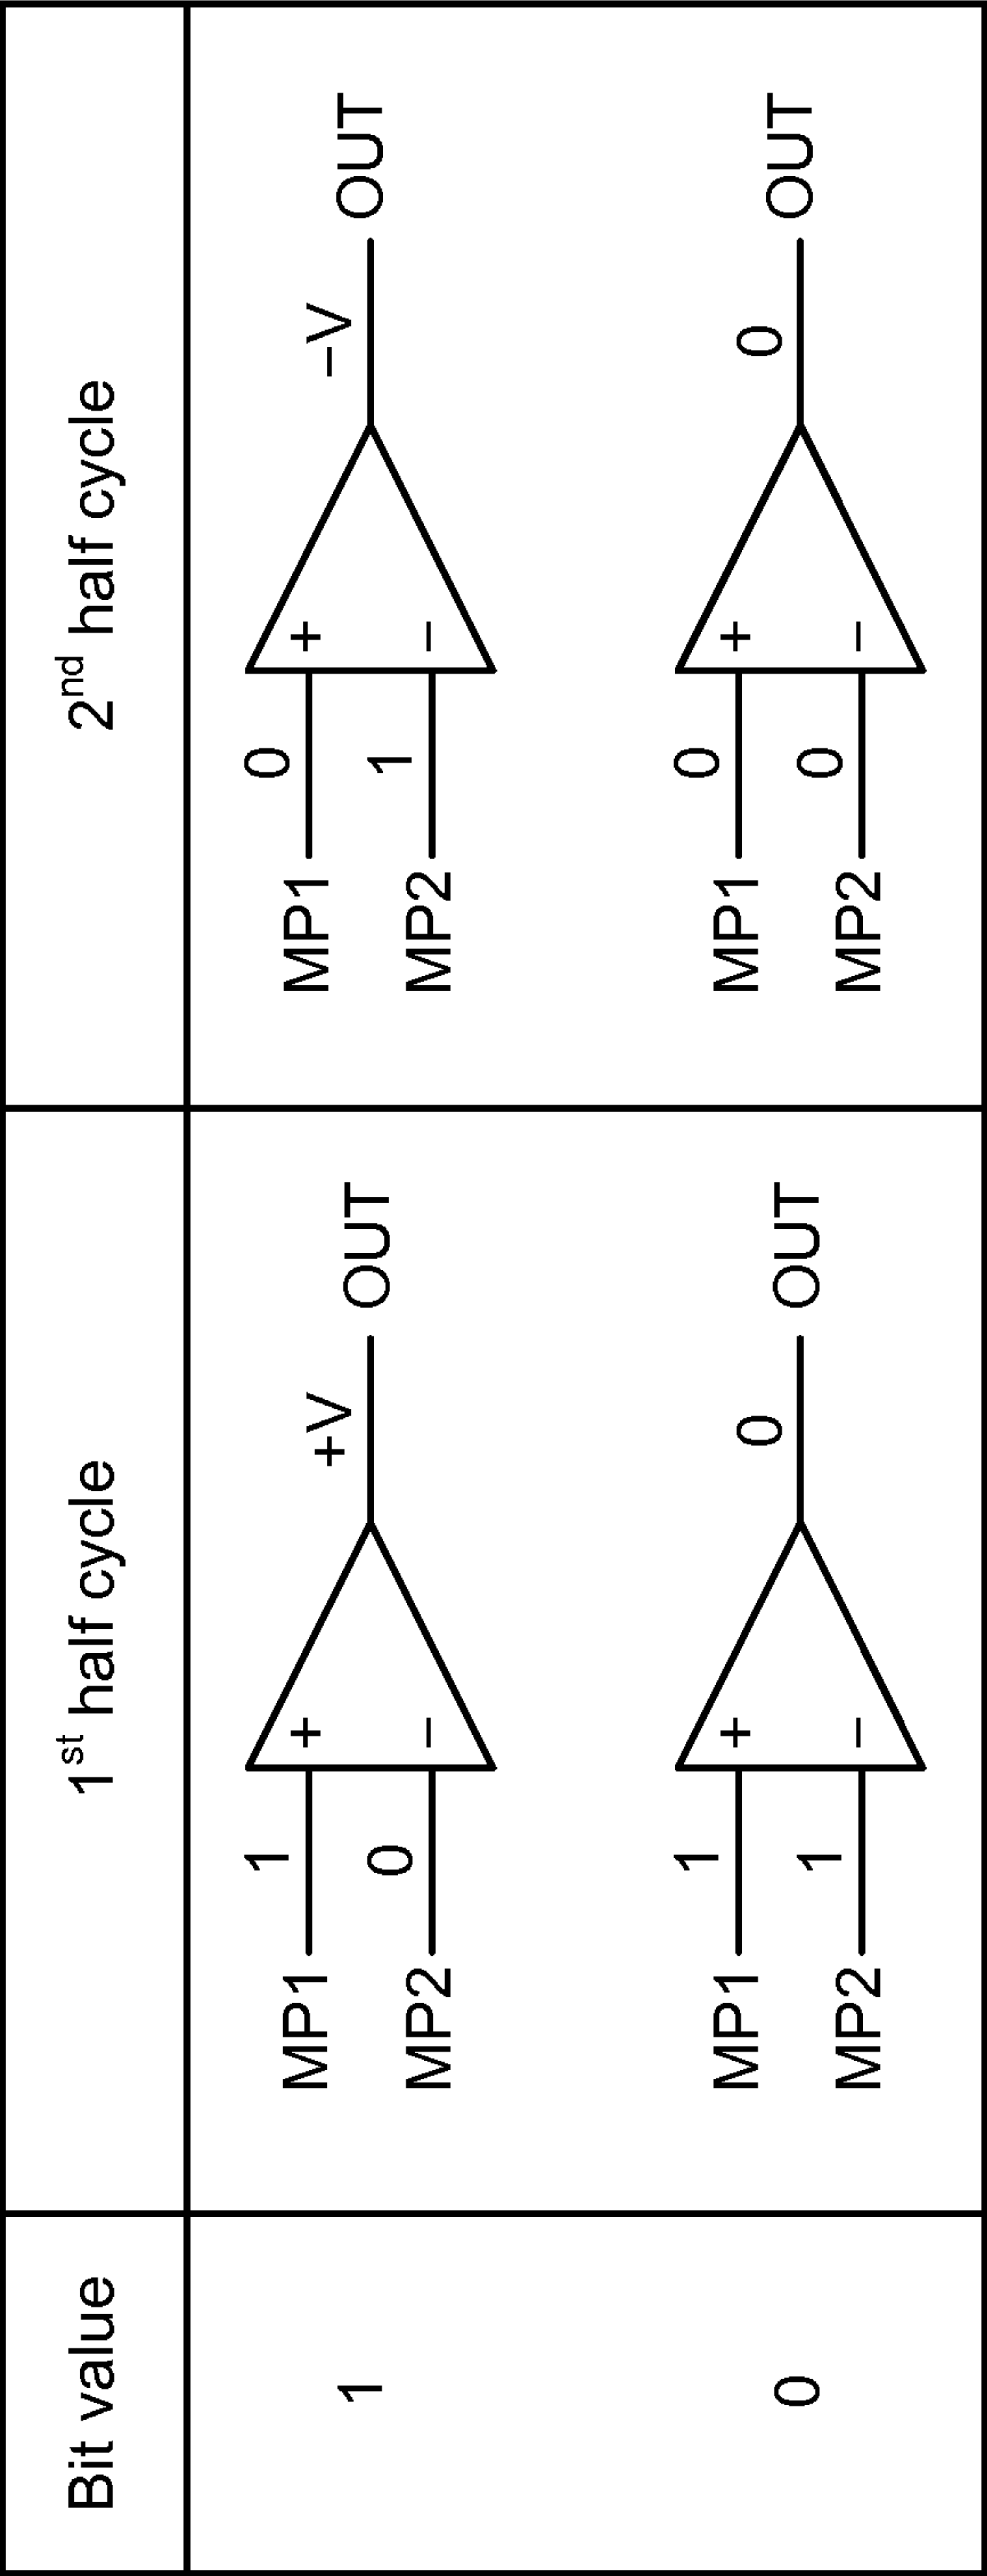 Bit value 1st half cycle 2nd half cycle
1 MP1 1 + +V OUT MP1 0 + –V OUT
MP2 0 – MP2 1 –
0 MP1 1 + 0 OUT MP1 0 + 0 OUT
MP2 1 – MP2 0 –